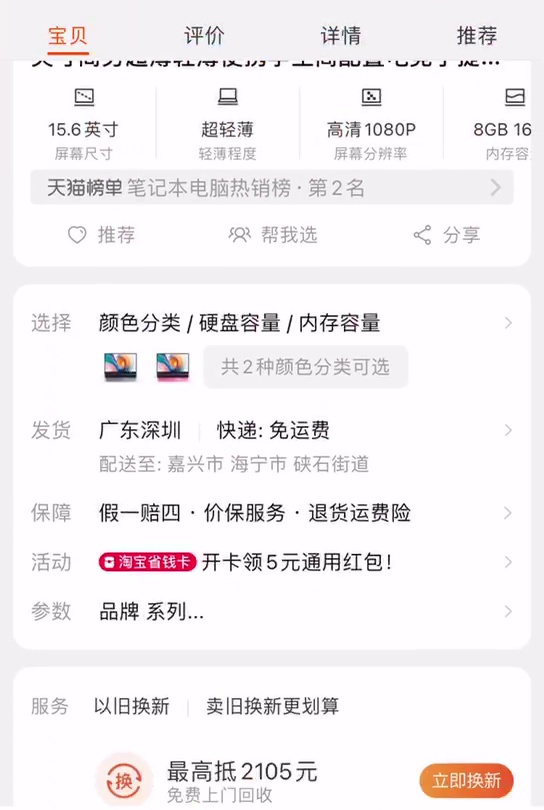 宝贝 评价 详情 推荐
15.6英寸 超轻薄 高清1080P 8GB 16
屏幕尺寸 轻薄程度 屏幕分辨率 内存容
天猫榜单 笔记本电脑热销榜·第2名
推荐 帮我选 分享
选择 颜色分类 / 硬盘容量 / 内存容量
共2种颜色分类可选
发货 广东深圳 快递: 免运费
配送至: 嘉兴市 海宁市 硖石街道
保障 假一赔四 · 价保服务 · 退货运费险
活动 淘宝省钱卡 开卡领5元通用红包!
参数 品牌 系列...
服务 以旧换新 卖旧换新更划算
换 最高抵2105元 立即换新
免费上门回收